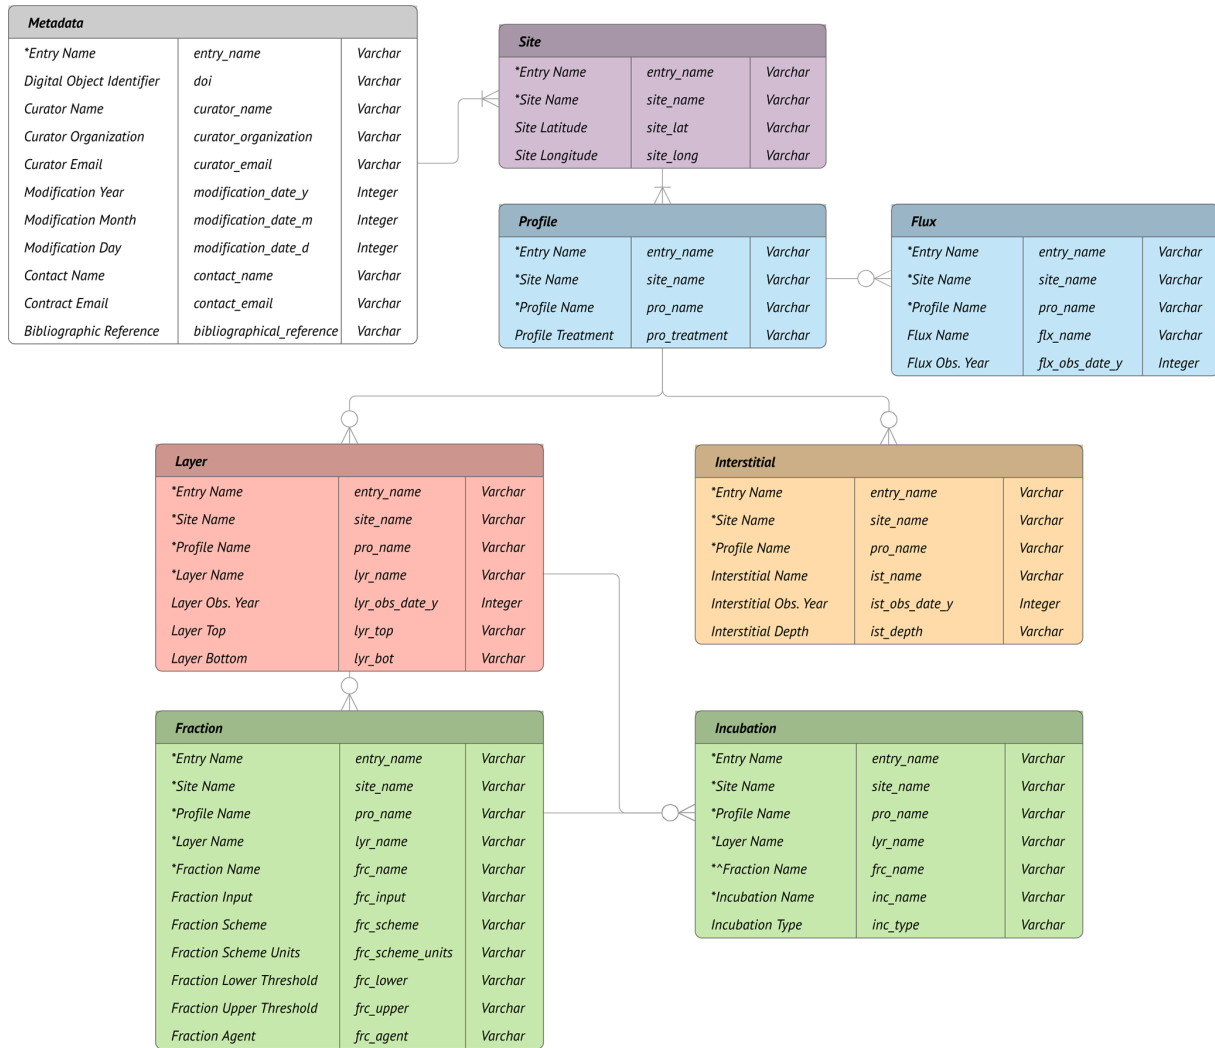 Metadata
*Entry Name entry_name Varchar
Digital Object Identifier doi Varchar
Curator Name curator_name Varchar
Curator Organization curator_organization Varchar
Curator Email curator_email Varchar
Modification Year modification_date_y Integer
Modification Month modification_date_m Integer
Modification Day modification_date_d Integer
Contact Name contact_name Varchar
Contract Email contact_email Varchar
Bibliographic Reference bibliographical_reference Varchar
Site
*Entry Name entry_name Varchar
*Site Name site_name Varchar
Site Latitude site_lat Varchar
Site Longitude site_long Varchar
Profile
*Entry Name entry_name Varchar
*Site Name site_name Varchar
*Profile Name pro_name Varchar
Profile Treatment pro_treatment Varchar
Flux
*Entry Name entry_name Varchar
*Site Name site_name Varchar
*Profile Name pro_name Varchar
Flux Name flx_name Varchar
Flux Obs. Year flx_obs_date_y Integer
Layer
*Entry Name entry_name Varchar
*Site Name site_name Varchar
*Profile Name pro_name Varchar
*Layer Name lyr_name Varchar
Layer Obs. Year lyr_obs_date_y Integer
Layer Top lyr_top Varchar
Layer Bottom lyr_bot Varchar
Interstitial
*Entry Name entry_name Varchar
*Site Name site_name Varchar
*Profile Name pro_name Varchar
Interstitial Name ist_name Varchar
Interstitial Obs. Year ist_obs_date_y Integer
Interstitial Depth ist_depth Varchar
Fraction
*Entry Name entry_name Varchar
*Site Name site_name Varchar
*Profile Name pro_name Varchar
*Layer Name lyr_name Varchar
*Fraction Name frc_name Varchar
Fraction Input frc_input Varchar
Fraction Scheme frc_scheme Varchar
Fraction Scheme Units frc_scheme_units Varchar
Fraction Lower Threshold frc_lower Varchar
Fraction Upper Threshold frc_upper Varchar
Fraction Agent frc_agent Varchar
Incubation
*Entry Name entry_name Varchar
*Site Name site_name Varchar
*Profile Name pro_name Varchar
*Layer Name lyr_name Varchar
*^Fraction Name frc_name Varchar
*Incubation Name inc_name Varchar
Incubation Type inc_type Varchar